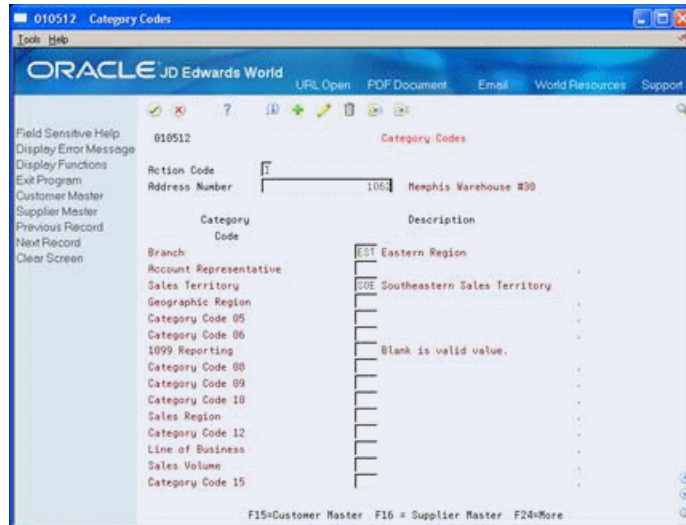 010512 Category Codes
Tools Help
ORACLE JD Edwards World
URL Open PDF Document Email World Resources Support
Field Sensitive Help
Display Error Message
Display Functions
Exit Program
Customer Master
Supplier Master
Previous Record
Next Record
Clear Screen
010512 Category Codes
Action Code I
Address Number 1062 Memphis Warehouse #30
Category Description
Code
Branch EST Eastern Region
Account Representative .
Sales Territory SOE Southeastern Sales Territory
Geographic Region .
Category Code 05 .
Category Code 06 .
1099 Reporting Blank is valid value.
Category Code 08 .
Category Code 09 .
Category Code 10 .
Sales Region .
Category Code 12 .
Line of Business .
Sales Volume .
Category Code 15 .
F15=Customer Master F16 = Supplier Master F24=More